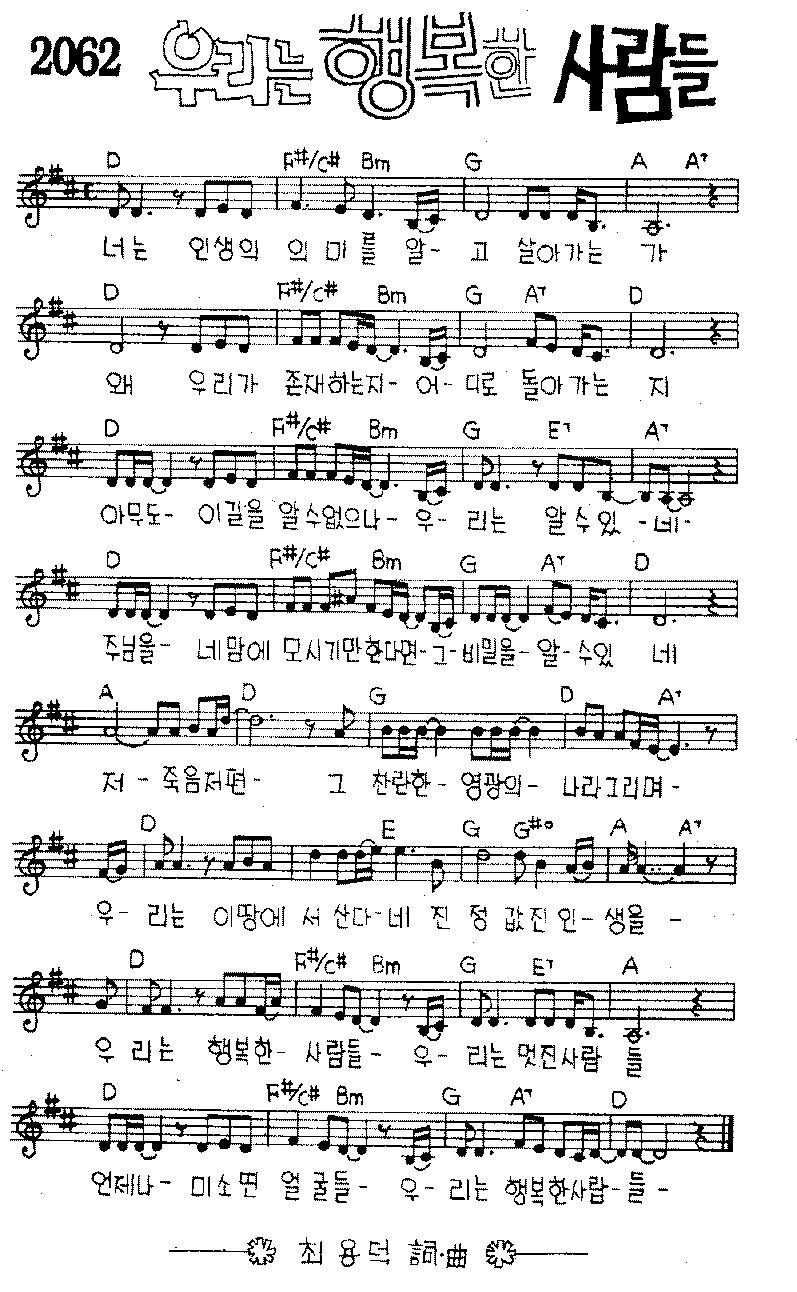 2062 우리는 행복한 사람들
D F#/C# Bm G A A7
너는 인생의 의미를 알- 고 살아가는 가
D F#/C# Bm G A7 D
왜 우리가 존재하는지- 어- 디로 돌아가는 지
D F#/C# Bm G E7 A7
아무도- 이길을 알수없으나- 우- 리는 알수있 -네-
D F#/C# Bm G A7 D
주님을- 네맘에 모시기만한다면-그-비밀을-알-수있 네
A D G D A7
저 - 죽음저편- 그 찬란한- 영광의- 나라그리며-
D E G G#° A A7
우- 리는 이땅에 서 산다-네 진 정 값진 인-생을 -
D F#/C# Bm G E7 A
우 리는 행복한- 사람들- 우- 리는 멋진사람 들
D F#/C# Bm G A7 D
언제나- 미소띤 얼굴들- 우- 리는 행복한사람-들-
최용덕 詞·曲